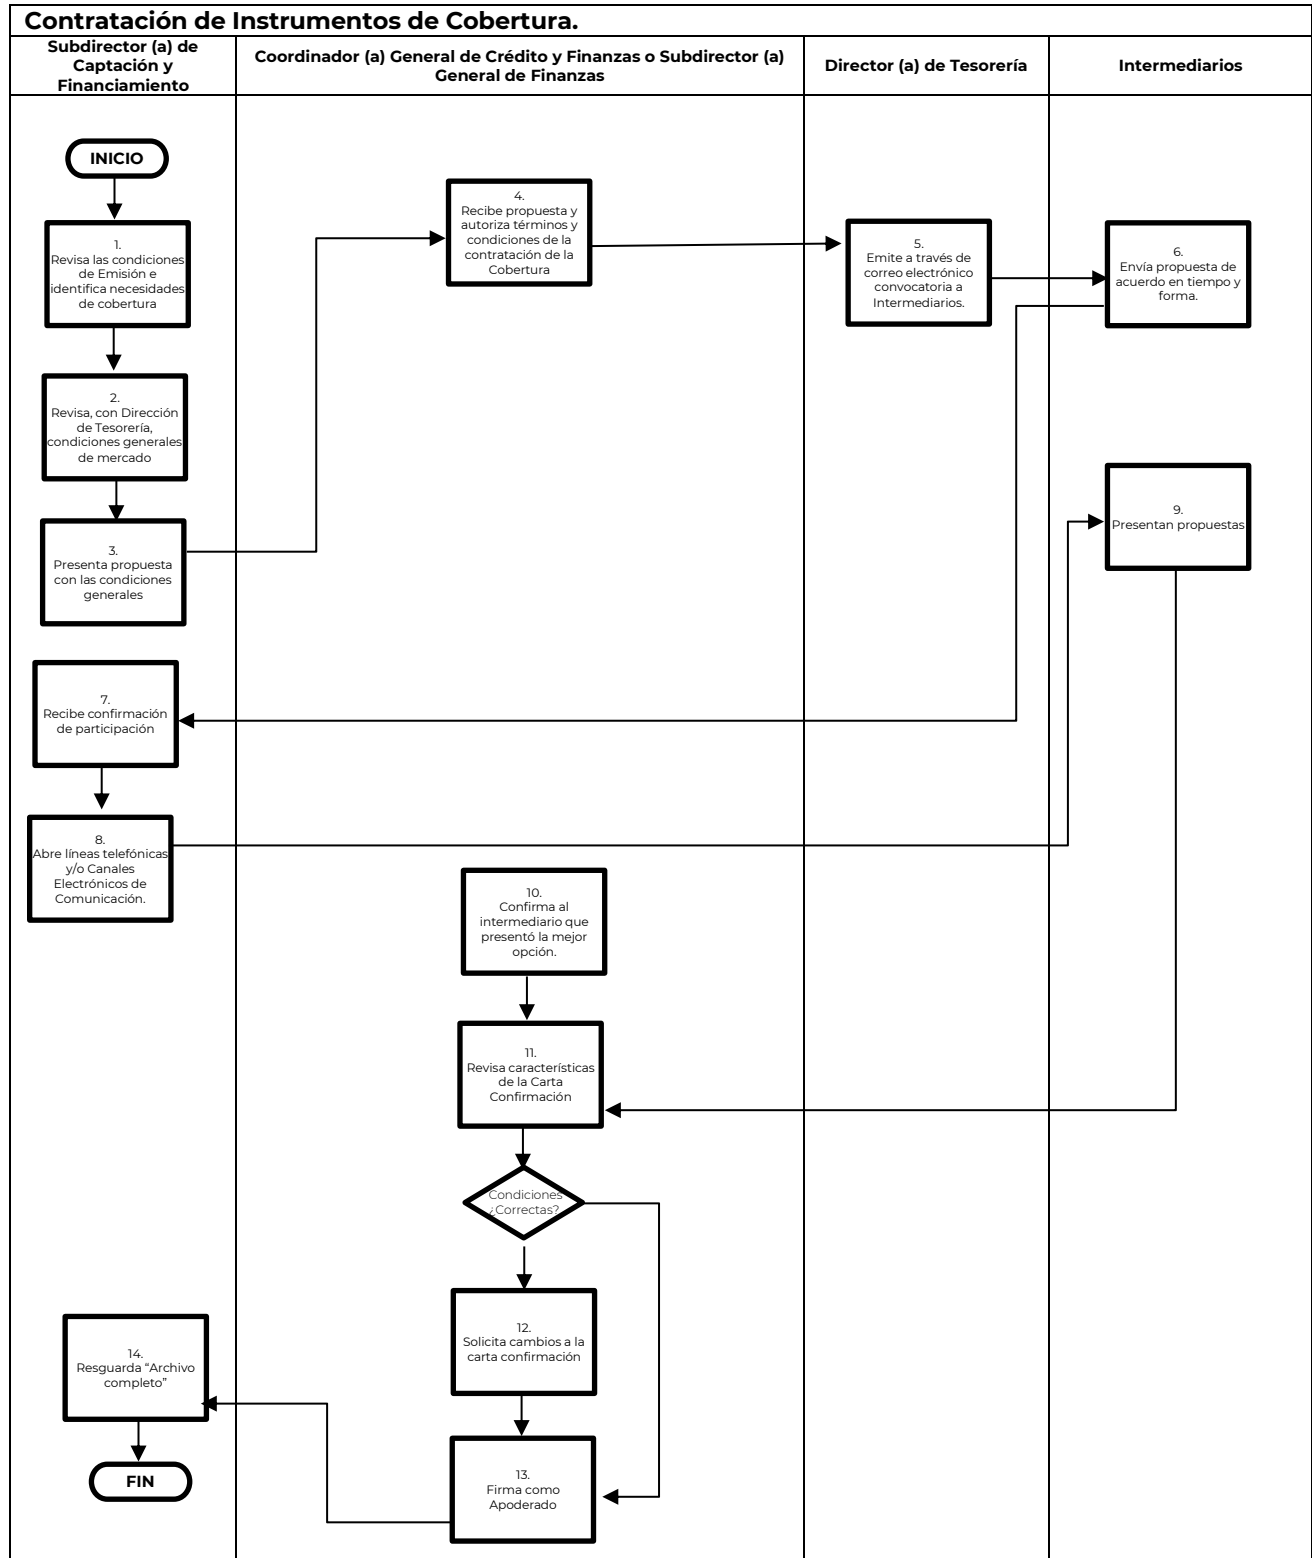 Contratación de Instrumentos de Cobertura.
Subdirector (a) de
Captación y
Financiamiento
Coordinador (a) General de Crédito y Finanzas o Subdirector (a)
General de Finanzas
Director (a) de Tesorería
Intermediarios
INICIO
1.
Revisa las condiciones
de Emisión e
identifica necesidades
de cobertura
2.
Revisa, con Dirección
de Tesorería,
condiciones generales
de mercado
3.
Presenta propuesta
con las condiciones
generales
4.
Recibe propuesta y
autoriza términos y
condiciones de la
contratación de la
Cobertura
5.
Emite a través de
correo electrónico
convocatoria a
Intermediarios.
6.
Envía propuesta de
acuerdo en tiempo y
forma.
7.
Recibe confirmación
de participación
8.
Abre líneas telefónicas
y/o Canales
Electrónicos de
Comunicación.
9.
Presentan propuestas
10.
Confirma al
intermediario que
presentó la mejor
opción.
11.
Revisa características
de la Carta
Confirmación
Condiciones
¿Correctas?
12.
Solicita cambios a la
carta confirmación
13.
Firma como
Apoderado
14.
Resguarda “Archivo
completo”
FIN